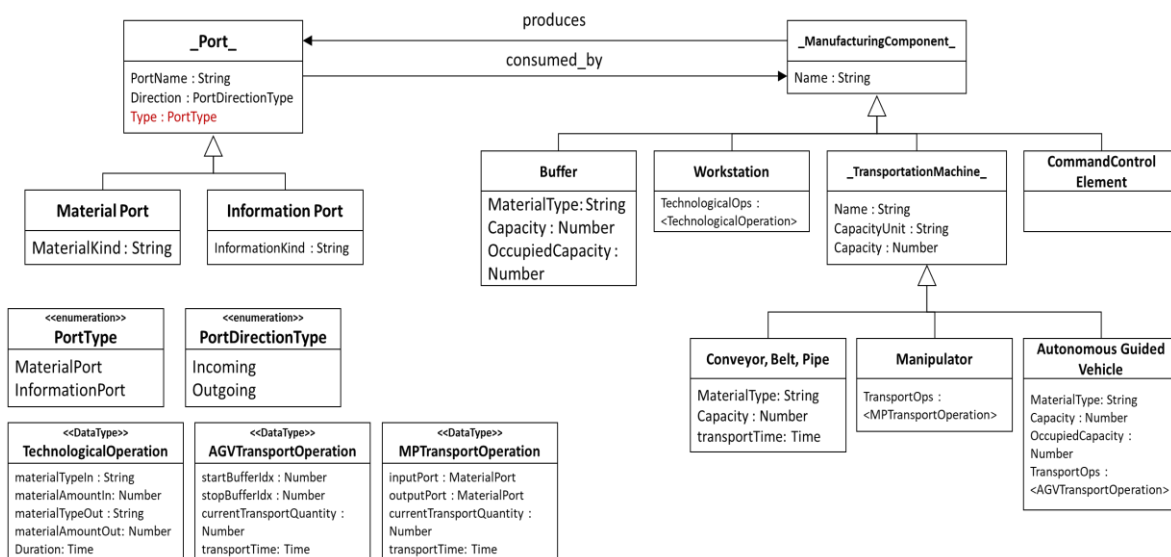 produces
consumed_by
_Port_
PortName : String
Direction : PortDirectionType
Type : PortType
_ManufacturingComponent_
Name : String
Material Port
MaterialKind : String
Information Port
InformationKind : String
Buffer
MaterialType: String
Capacity : Number
OccupiedCapacity :
Number
Workstation
TechnologicalOps :
<TechnologicalOperation>
_TransportationMachine_
Name : String
CapacityUnit : String
Capacity : Number
CommandControl
Element
<<enumeration>>
PortType
MaterialPort
InformationPort
<<enumeration>>
PortDirectionType
Incoming
Outgoing
Conveyor, Belt, Pipe
MaterialType: String
Capacity : Number
transportTime: Time
Manipulator
TransportOps :
<MPTransportOperation>
Autonomous Guided
Vehicle
MaterialType: String
Capacity : Number
OccupiedCapacity :
Number
TransportOps :
<AGVTransportOperation>
<<DataType>>
TechnologicalOperation
materialTypeIn : String
materialAmountIn: Number
materialTypeOut : String
materialAmountOut: Number
Duration: Time
<<DataType>>
AGVTransportOperation
startBufferIdx : Number
stopBufferIdx : Number
currentTransportQuantity :
Number
transportTime: Time
<<DataType>>
MPTransportOperation
inputPort : MaterialPort
outputPort : MaterialPort
currentTransportQuantity :
Number
transportTime: Time